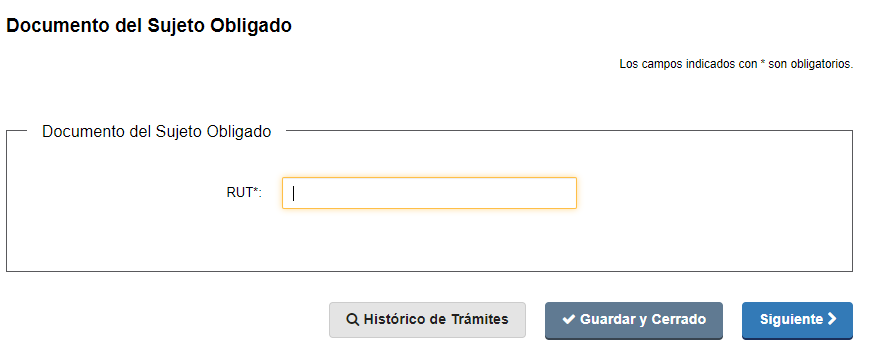 Documento del Sujeto Obligado
Los campos indicados con * son obligatorios.
Documento del Sujeto Obligado
RUT*:
Histórico de Trámites
Guardar y Cerrado
Siguiente